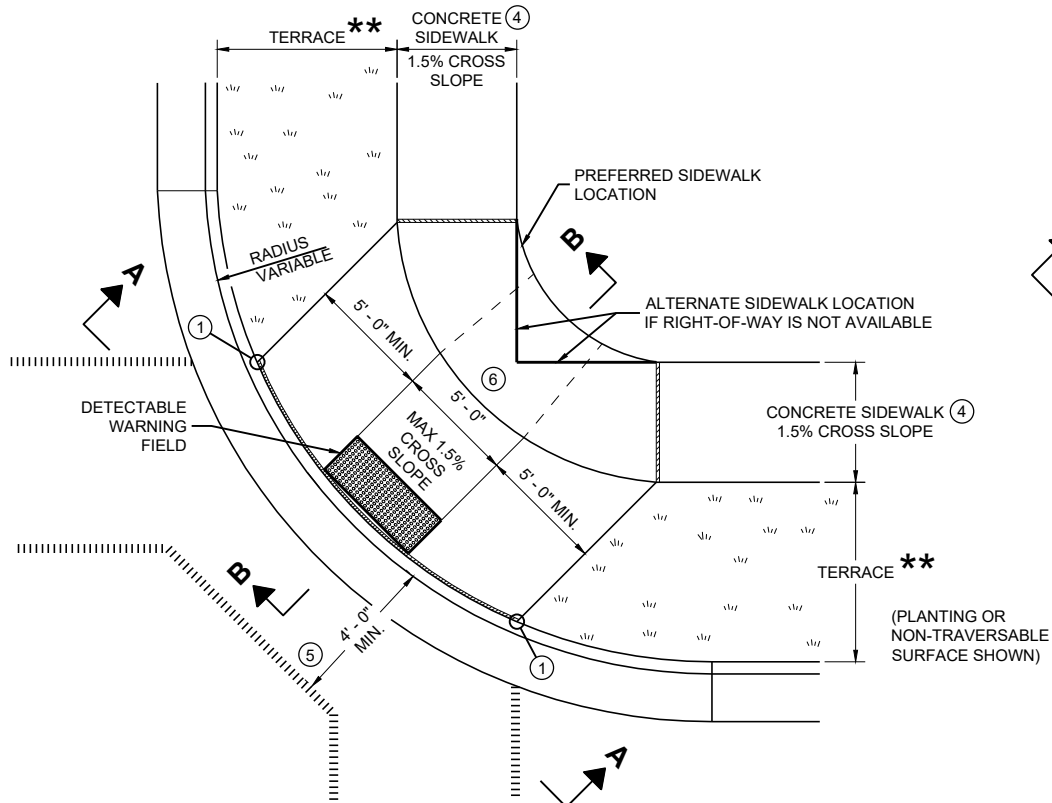 TERRACE **
CONCRETE ④
SIDEWALK
1.5% CROSS
SLOPE
PREFERRED SIDEWALK
LOCATION
B
RADIUS
VARIABLE
A
ALTERNATE SIDEWALK LOCATION
IF RIGHT-OF-WAY IS NOT AVAILABLE
①
5' - 0" MIN.
⑥
DETECTABLE
WARNING
FIELD
5' - 0"
MAX 1.5%
CROSS
SLOPE
CONCRETE SIDEWALK ④
1.5% CROSS SLOPE
5' - 0" MIN.
B
TERRACE **
(PLANTING OR
NON-TRAVERSABLE
SURFACE SHOWN)
4' - 0"
MIN.
⑤
①
A